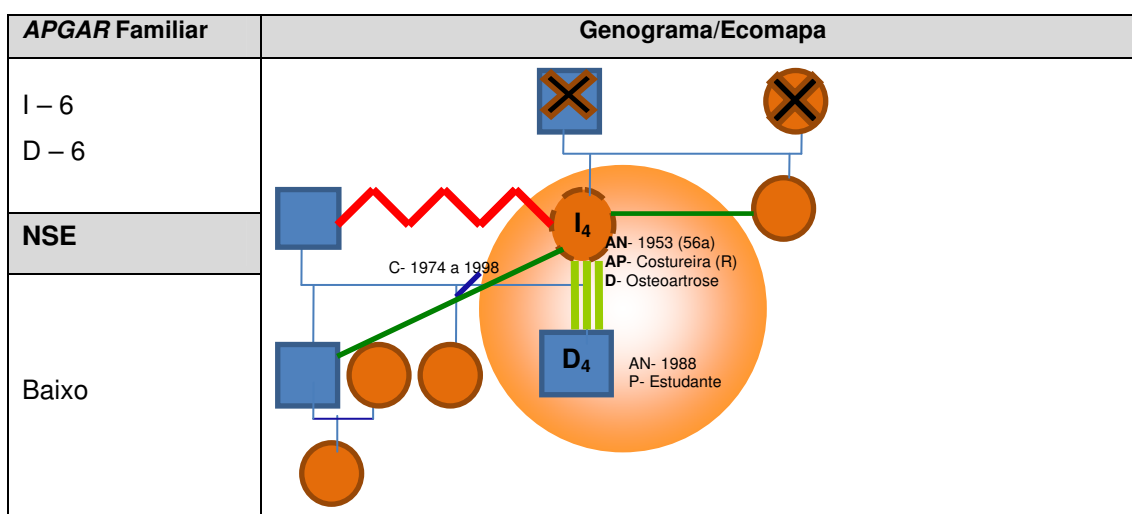 APGAR Familiar
Genograma/Ecomapa
I – 6
D – 6
NSE
Baixo
I4
AN- 1953 (56a)
AP- Costureira (R)
D- Osteoartrose
C- 1974 a 1998
D4
AN- 1988
P- Estudante